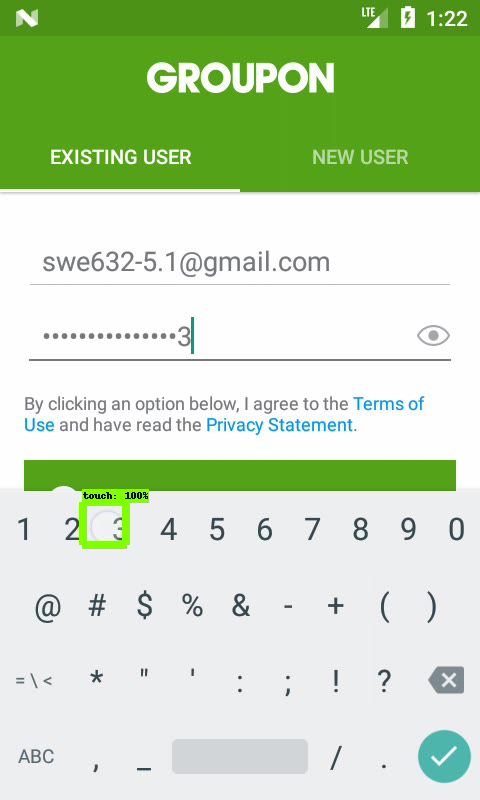 LTE 1:22
GROUPON
EXISTING USER NEW USER
swe632-5.1@gmail.com
•••••••••••••••3
By clicking an option below, I agree to the Terms of
Use and have read the Privacy Statement.
touch: 100%
1 2 3 4 5 6 7 8 9 0
@ # $ % & - + ( )
= \ < * " ' : ; ! ?
ABC , _ / .